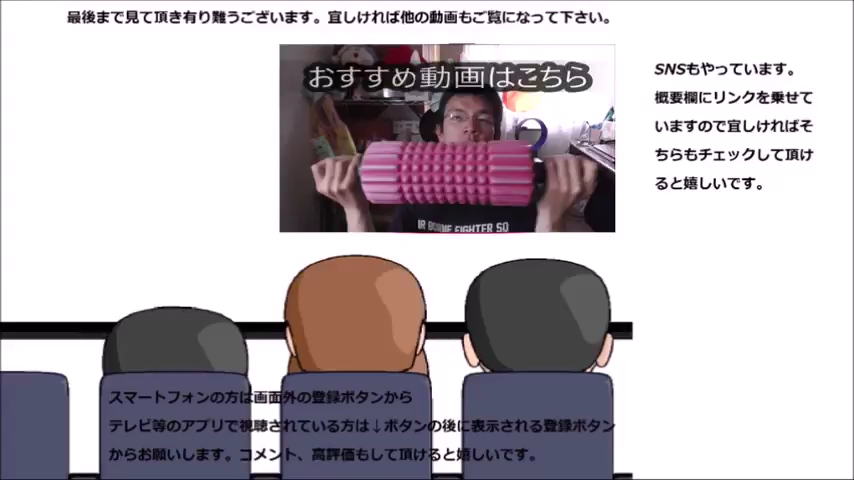 最後まで見て頂き有り難うございます。宜しければ他の動画もご覧になって下さい。
おすすめ動画はこちら
SNSもやっています。
概要欄にリンクを乗せて
いますので宜しければそ
ちらもチェックして頂け
ると嬉しいです。
FIGHTER SO
スマートフォンの方は画面外の登録ボタンから
テレビ等のアプリで視聴されている方は↓ボタンの後に表示される登録ボタン
からお願いします。コメント、高評価もして頂けると嬉しいです。